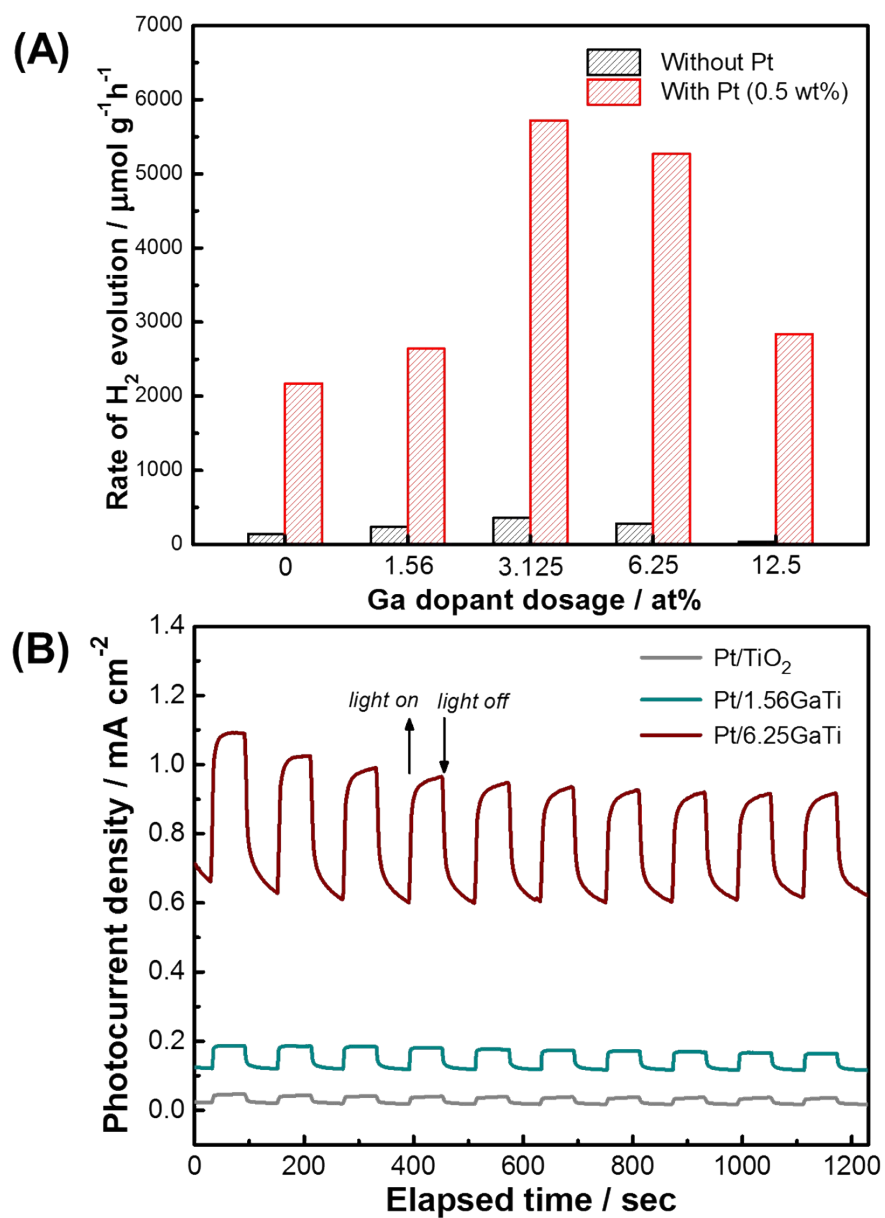 (A)
Rate of H₂ evolution / μmol g⁻¹h⁻¹
7000
6000
5000
4000
3000
2000
1000
0
Without Pt
With Pt (0.5 wt%)
0 1.56 3.125 6.25 12.5
Ga dopant dosage / at%
(B)
Photocurrent density / mA cm⁻²
1.4
1.2
1.0
0.8
0.6
0.4
0.2
0.0
Pt/TiO₂
Pt/1.56GaTi
Pt/6.25GaTi
light on light off
0 200 400 600 800 1000 1200
Elapsed time / sec